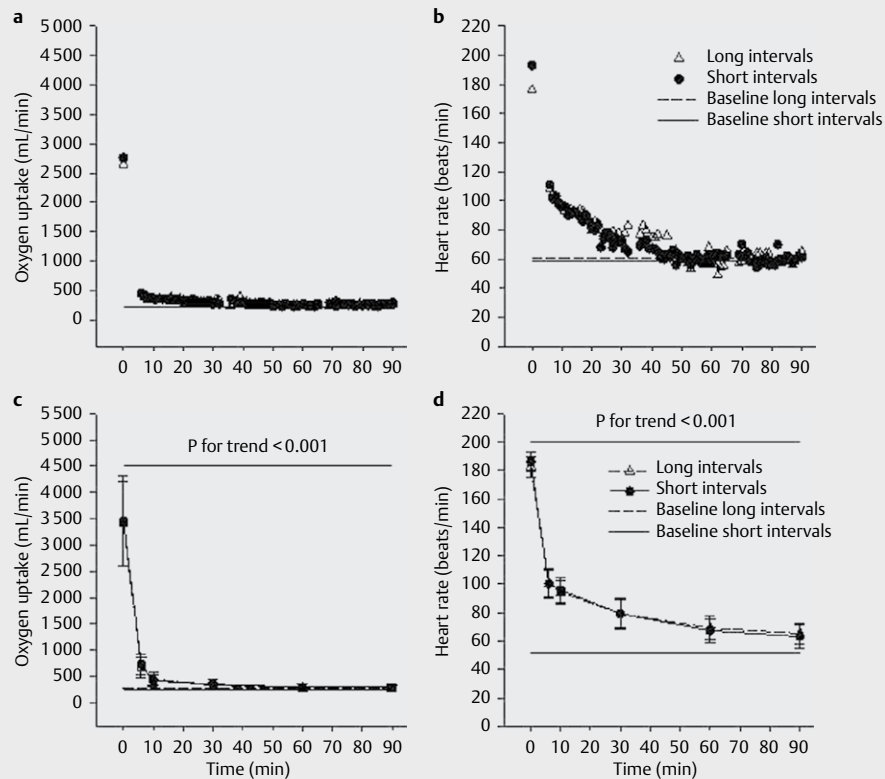 a
Oxygen uptake (mL/min)
5 000
4 500
4 000
3 500
3 000
2 500
2 000
1 500
1 000
500
0
0 10 20 30 40 50 60 70 80 90
b
Heart rate (beats/min)
220
200
180
160
140
120
100
80
60
40
20
0
0 10 20 30 40 50 60 70 80 90
Long intervals
Short intervals
Baseline long intervals
Baseline short intervals
c
Oxygen uptake (mL/min)
5 500
5 000
4 500
4 000
3 500
3 000
2 500
2 000
1 500
1 000
500
0
P for trend < 0.001
0 10 20 30 40 50 60 70 80 90
Time (min)
d
Heart rate (beats/min)
220
200
180
160
140
120
100
80
60
40
20
0
P for trend < 0.001
Long intervals
Short intervals
Baseline long intervals
Baseline short intervals
0 10 20 30 40 50 60 70 80 90
Time (min)